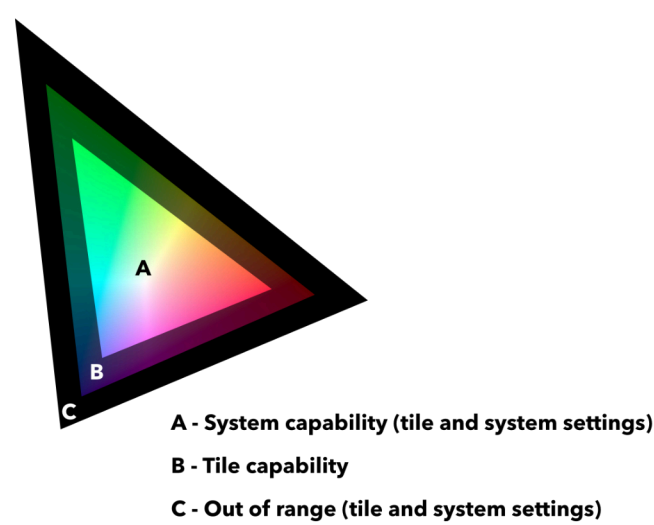 A
B
C
A - System capability (tile and system settings)
B - Tile capability
C - Out of range (tile and system settings)